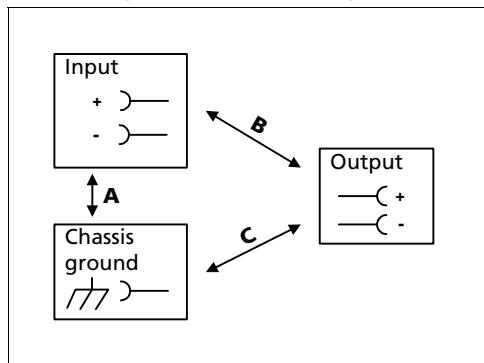 Input
+
-
B
Output
+
-
A
Chassis
ground
C